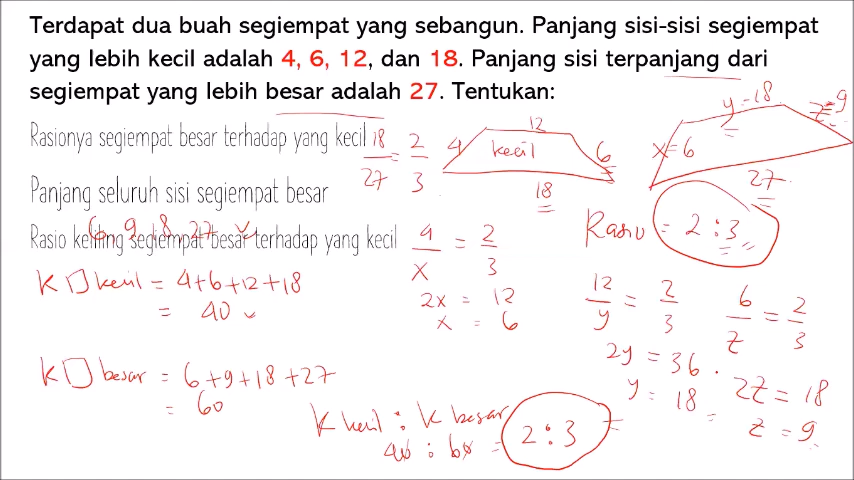 Terdapat dua buah segiempat yang sebangun. Panjang sisi-sisi segiempat
yang lebih kecil adalah 4, 6, 12, dan 18. Panjang sisi terpanjang dari
segiempat yang lebih besar adalah 27. Tentukan:
y = 18
z = 9
x = 6
27
12
4
kecil
6
18
Rasionya segiempat besar terhadap yang kecil 18/27 = 2/3
Panjang seluruh sisi segiempat besar
6, 9, 18, 27
Rasio keliling segiempat besar terhadap yang kecil
Rasio = 2 : 3
4/x = 2/3
2x = 12
x = 6
12/y = 2/3
2y = 36
y = 18
6/z = 2/3
2z = 18
z = 9
K □ kecil = 4+6+12+18
= 40
K □ besar = 6+9+18+27
= 60
K kecil : K besar
40 : 60 = 2 : 3